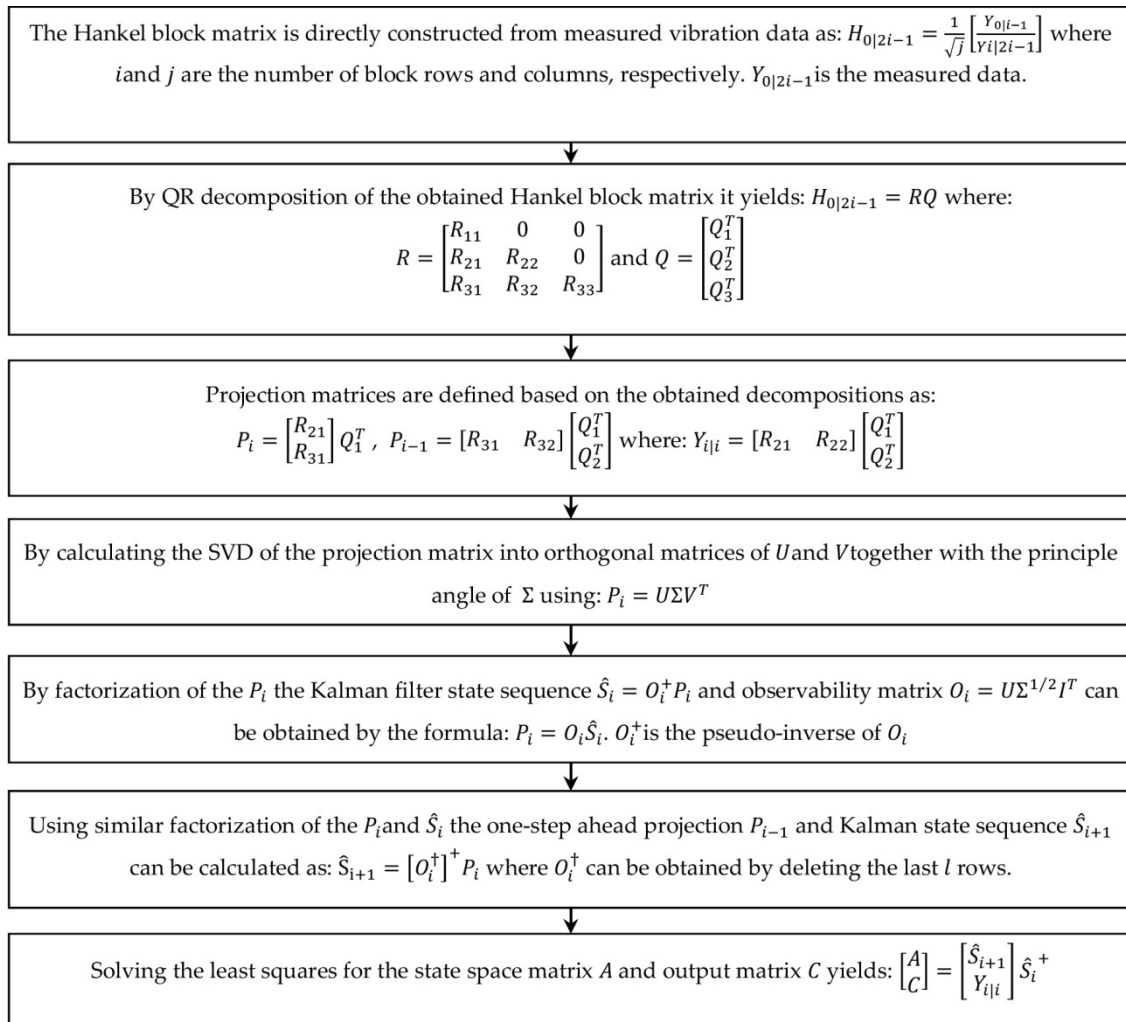 The Hankel block matrix is directly constructed from measured vibration data as: $H_{0|2i-1} = \frac{1}{\sqrt{j}} \left[ \frac{Y_{0|i-1}}{Yi|2i-1} \right]$ where
$i$and $j$ are the number of block rows and columns, respectively. $Y_{0|2i-1}$is the measured data.
By QR decomposition of the obtained Hankel block matrix it yields: $H_{0|2i-1} = RQ$ where:
$R = \begin{bmatrix} R_{11} & 0 & 0 \\ R_{21} & R_{22} & 0 \\ R_{31} & R_{32} & R_{33} \end{bmatrix}$ and $Q = \begin{bmatrix} Q_1^T \\ Q_2^T \\ Q_3^T \end{bmatrix}$
Projection matrices are defined based on the obtained decompositions as:
$P_i = \begin{bmatrix} R_{21} \\ R_{31} \end{bmatrix} Q_1^T$ , $P_{i-1} = [R_{31} \quad R_{32}] \begin{bmatrix} Q_1^T \\ Q_2^T \end{bmatrix}$ where: $Y_{i|i} = [R_{21} \quad R_{22}] \begin{bmatrix} Q_1^T \\ Q_2^T \end{bmatrix}$
By calculating the SVD of the projection matrix into orthogonal matrices of $U$and $V$together with the principle
angle of $\Sigma$ using: $P_i = U\Sigma V^T$
By factorization of the $P_i$ the Kalman filter state sequence $\hat{S}_i = O_i^+ P_i$ and observability matrix $O_i = U\Sigma^{1/2} I^T$ can
be obtained by the formula: $P_i = O_i \hat{S}_i$. $O_i^+$is the pseudo-inverse of $O_i$
Using similar factorization of the $P_i$and $\hat{S}_i$ the one-step ahead projection $P_{i-1}$ and Kalman state sequence $\hat{S}_{i+1}$
can be calculated as: $\hat{S}_{i+1} = [O_i^\dagger]^+ P_i$ where $O_i^\dagger$ can be obtained by deleting the last $l$ rows.
Solving the least squares for the state space matrix $A$ and output matrix $C$ yields: $\begin{bmatrix} A \\ C \end{bmatrix} = \begin{bmatrix} \hat{S}_{i+1} \\ Y_{i|i} \end{bmatrix} \hat{S}_i^+$